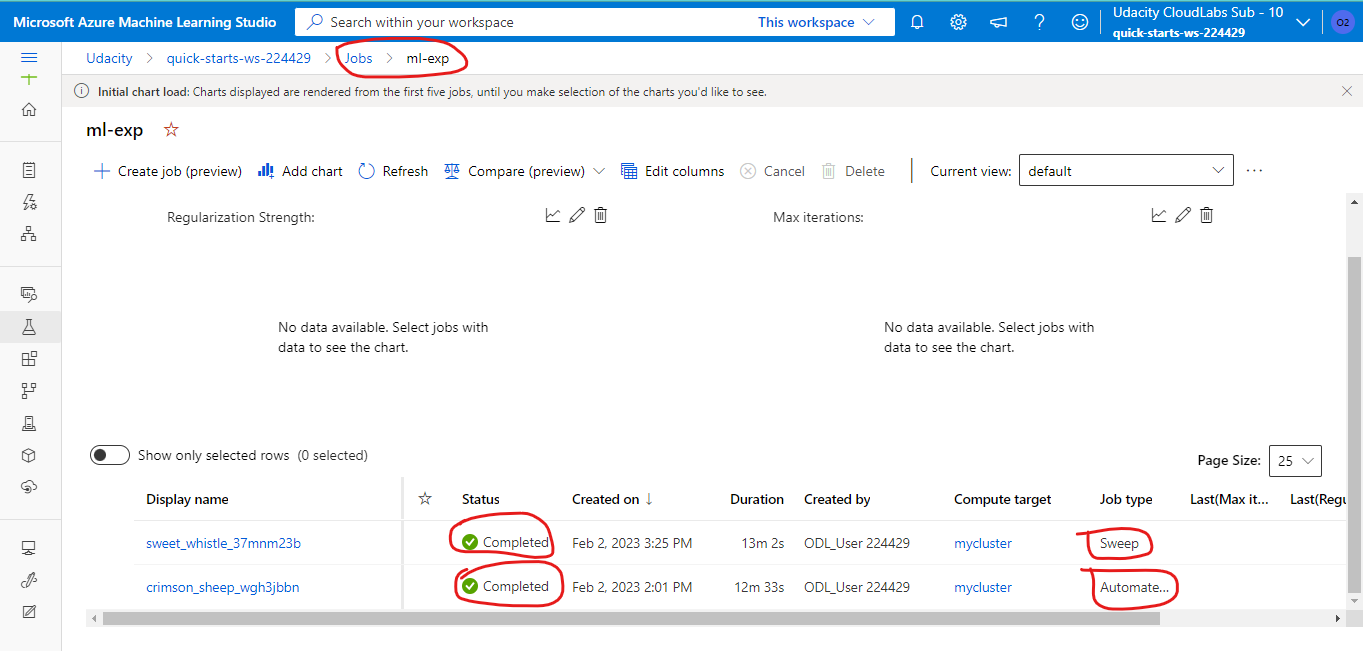 Microsoft Azure Machine Learning Studio
Search within your workspace
This workspace
Udacity CloudLabs Sub - 10
quick-starts-ws-224429
O2
Udacity > quick-starts-ws-224429 > Jobs > ml-exp
Initial chart load: Charts displayed are rendered from the first five jobs, until you make selection of the charts you'd like to see.
ml-exp
Create job (preview) Add chart Refresh Compare (preview) Edit columns Cancel Delete Current view: default ...
Regularization Strength:
Max iterations:
No data available. Select jobs with
data to see the chart.
No data available. Select jobs with
data to see the chart.
Show only selected rows (0 selected)
Page Size: 25
Display name Status Created on ↓ Duration Created by Compute target Job type Last(Max it... Last(Regu
sweet_whistle_37mnm23b Completed Feb 2, 2023 3:25 PM 13m 2s ODL_User 224429 mycluster Sweep
crimson_sheep_wgh3jbbn Completed Feb 2, 2023 2:01 PM 12m 33s ODL_User 224429 mycluster Automate...